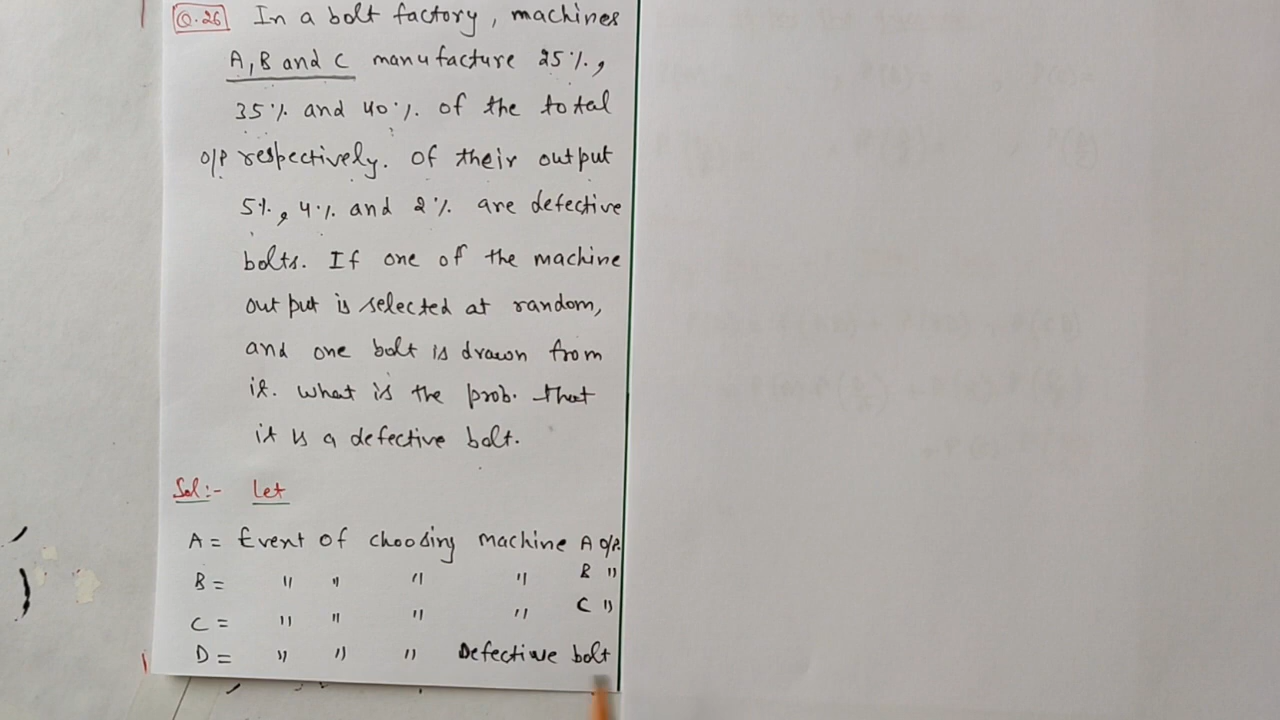 Q.26 In a bolt factory, machines
A, B and C manufacture 25%,
35% and 40% of the total
O/P respectively. Of their output
5%, 4% and 2% are defective
bolts. If one of the machine
output is selected at random,
and one bolt is drawn from
it. What is the prob. that
it is a defective bolt.
Sol:- Let
A = Event of choosing machine A O/P.
B = " " " " B "
C = " " " " C "
D = " " " Defective bolt